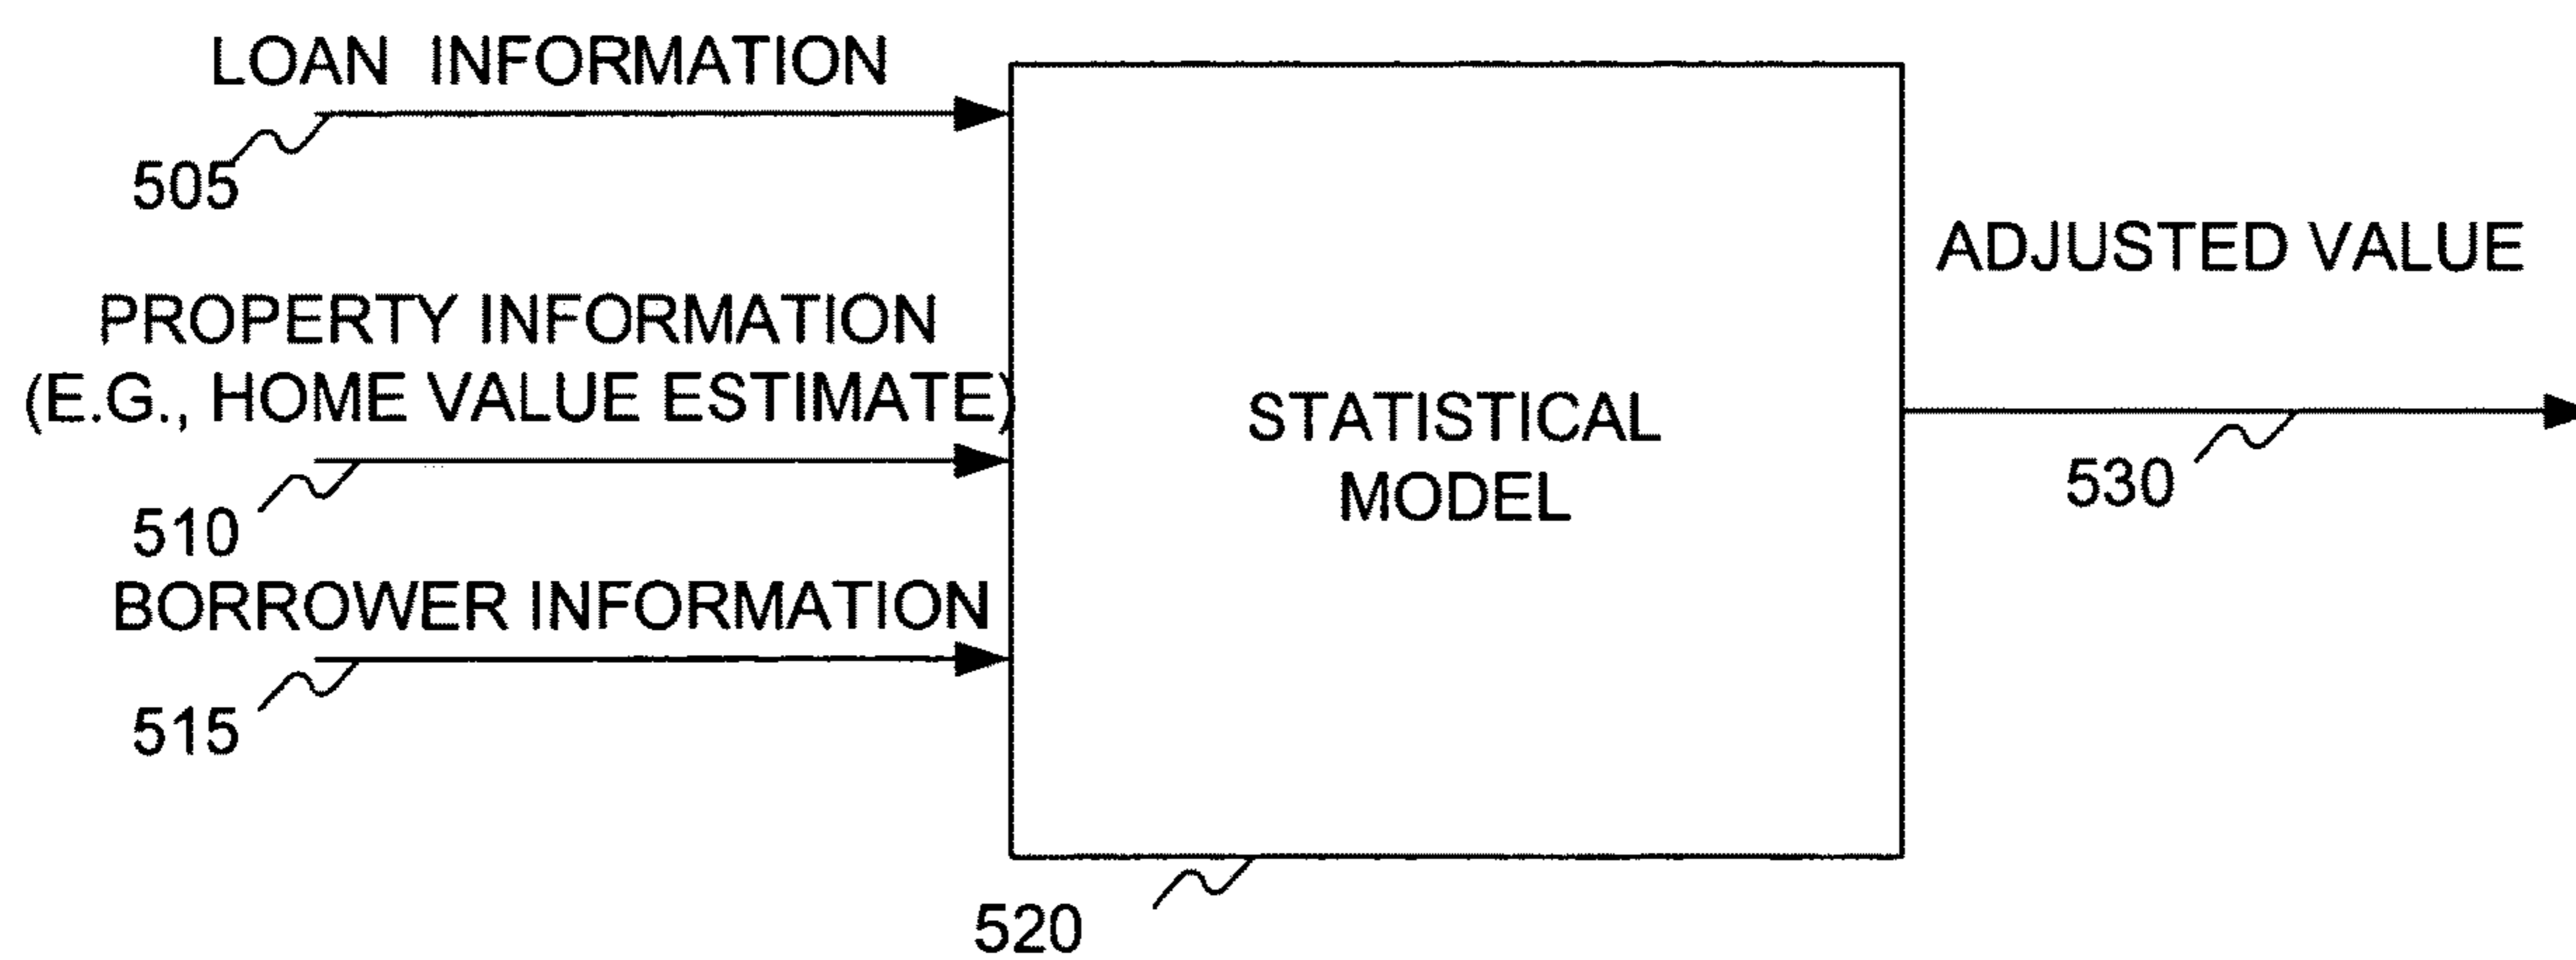 LOAN INFORMATION
505
PROPERTY INFORMATION
(E.G., HOME VALUE ESTIMATE)
510
BORROWER INFORMATION
515
STATISTICAL
MODEL
520
ADJUSTED VALUE
530